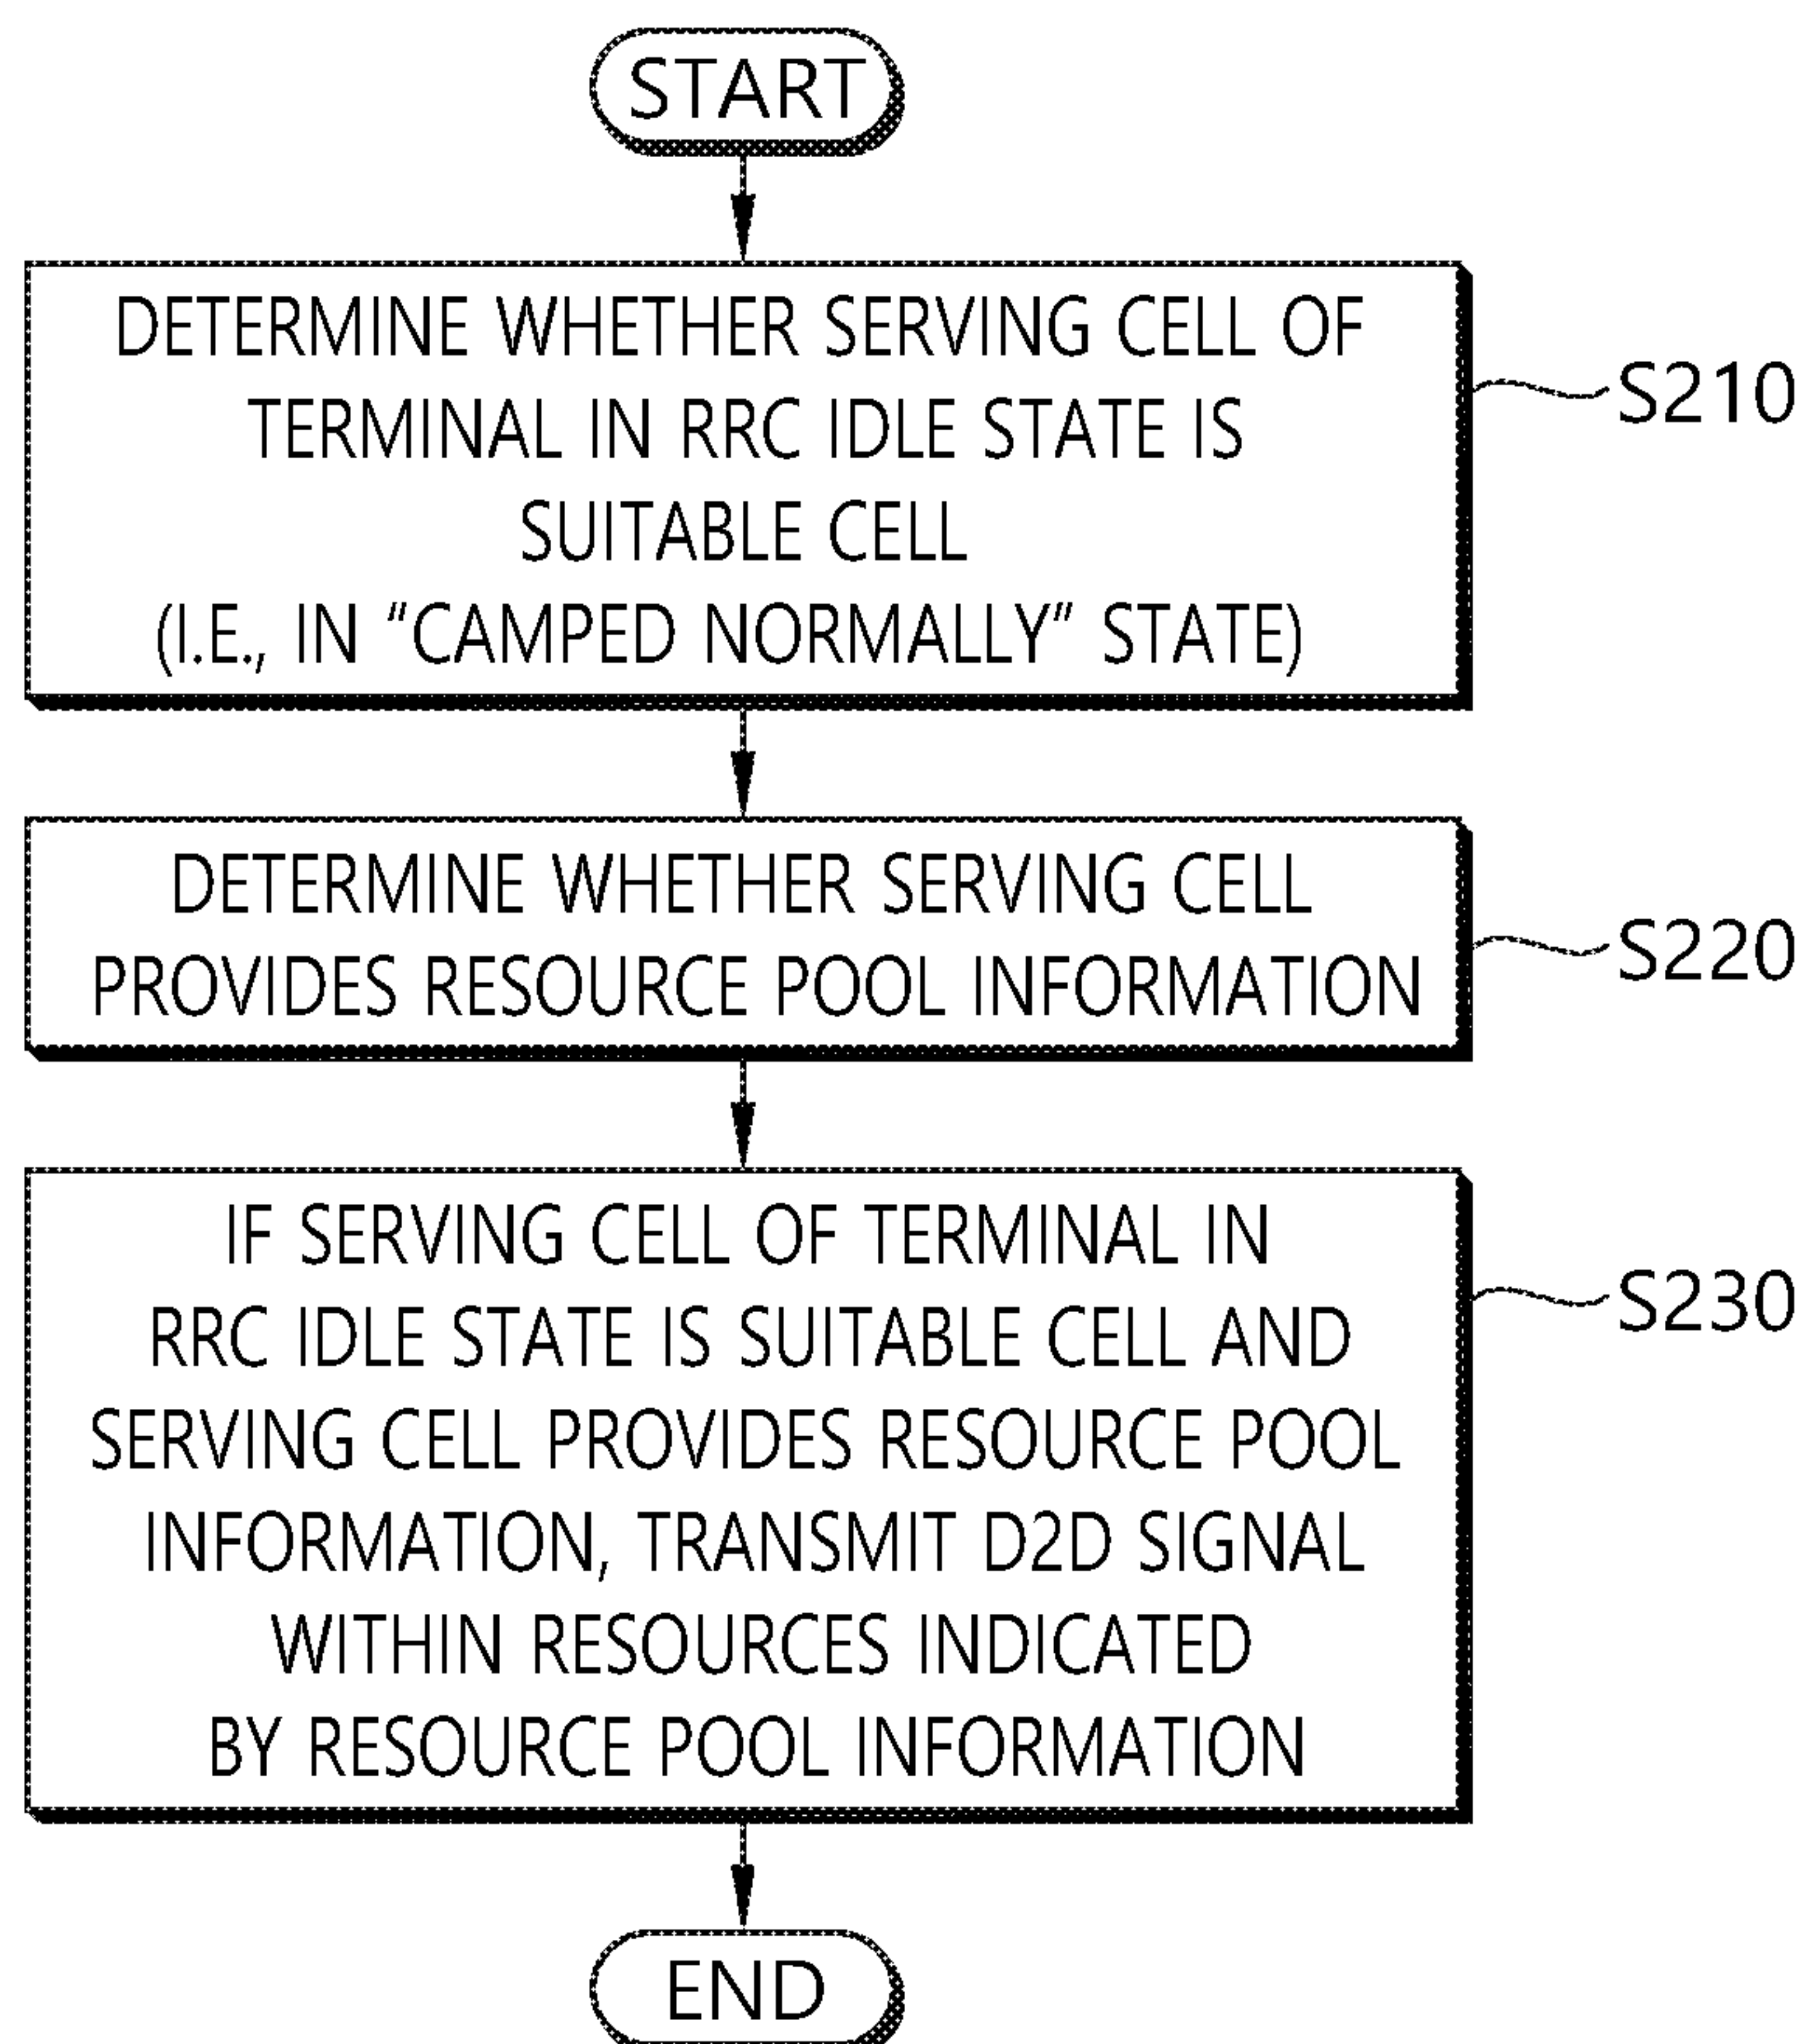 START
DETERMINE WHETHER SERVING CELL OF
TERMINAL IN RRC IDLE STATE IS
SUITABLE CELL
(I.E., IN "CAMPED NORMALLY" STATE)
S210
DETERMINE WHETHER SERVING CELL
PROVIDES RESOURCE POOL INFORMATION
S220
IF SERVING CELL OF TERMINAL IN
RRC IDLE STATE IS SUITABLE CELL AND
SERVING CELL PROVIDES RESOURCE POOL
INFORMATION, TRANSMIT D2D SIGNAL
WITHIN RESOURCES INDICATED
BY RESOURCE POOL INFORMATION
S230
END